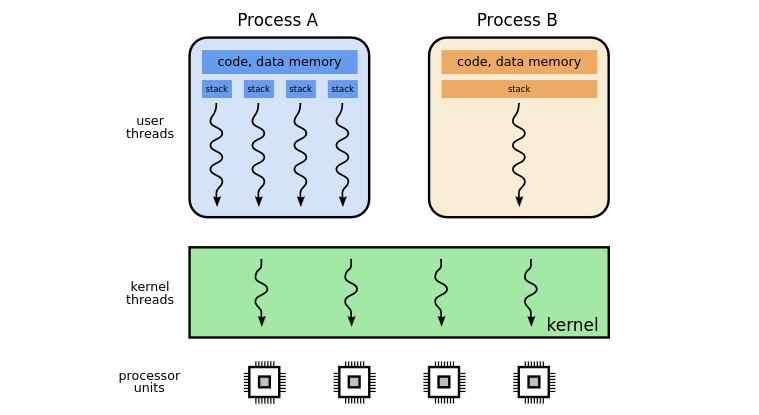 Process A
Process B
code, data memory
code, data memory
stack stack stack stack
stack
user
threads
kernel
threads
kernel
processor
units